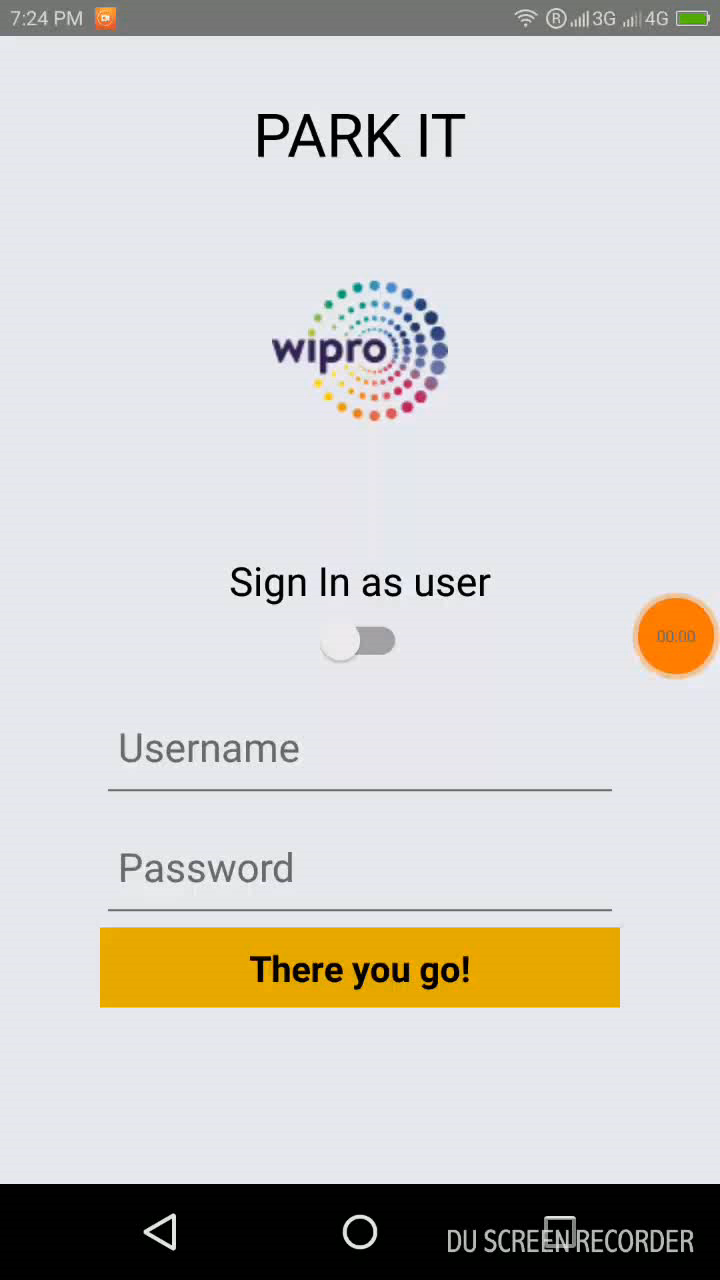 7:24 PM R 3G 4G
PARK IT
wipro
Sign In as user
00:00
Username
Password
There you go!
DU SCREEN RECORDER